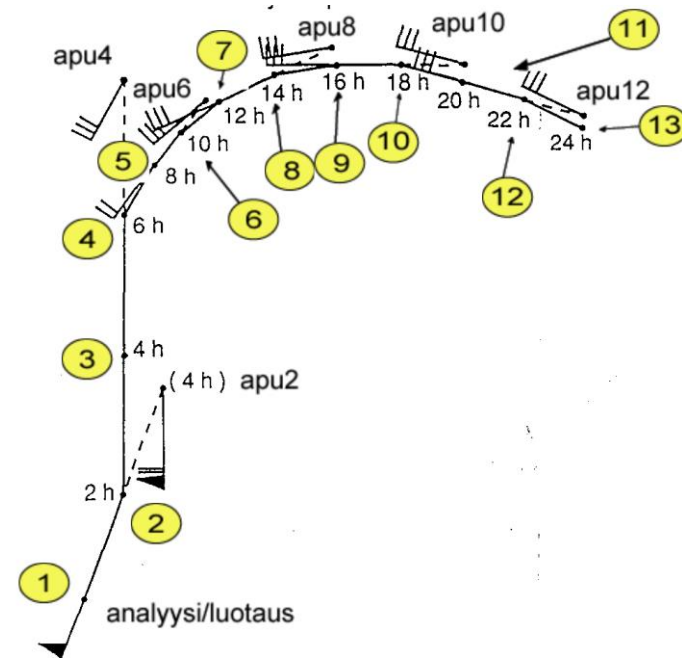 apu8
apu10
11
apu4
7
apu6
apu12
14 h
16 h
18 h
20 h
12 h
22 h
24 h
13
10 h
5
8 h
8
9
10
12
6
4
6 h
3
4 h
(4 h) apu2
2 h
2
1
analyysi/luotaus